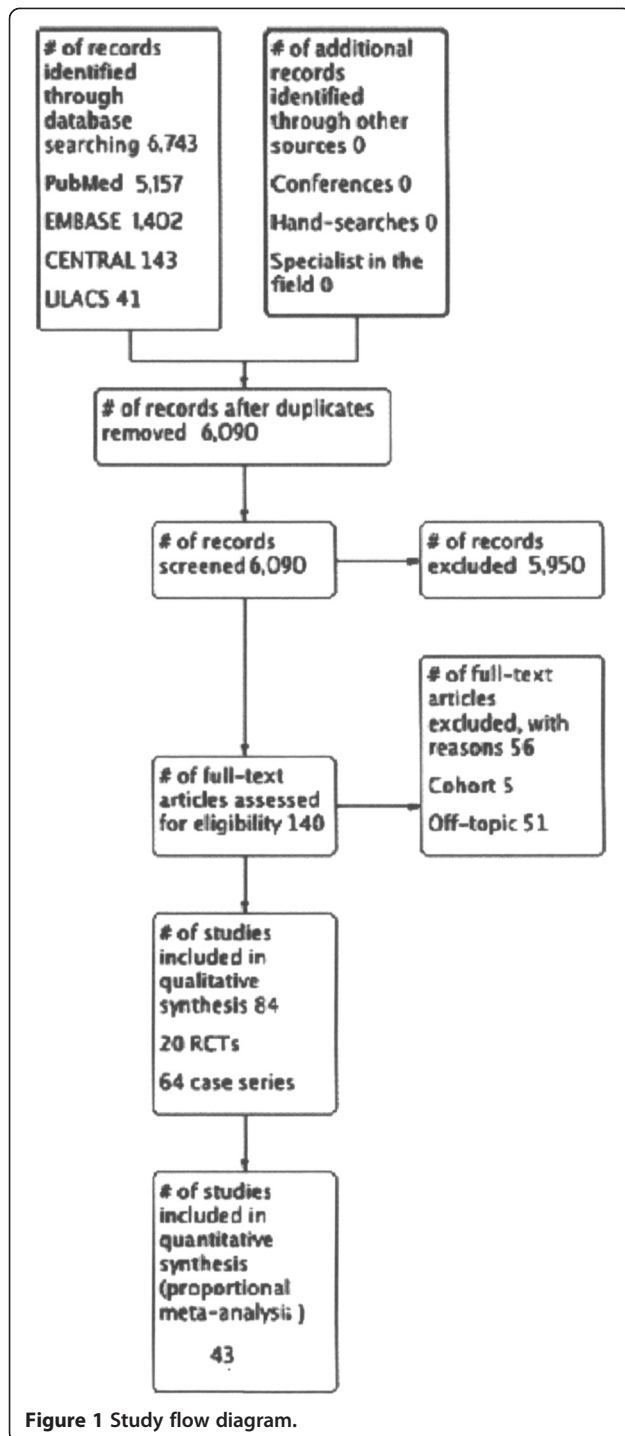 # of records
identified
through
database
searching 6,743
PubMed 5,157
EMBASE 1,402
CENTRAL 143
LILACS 41
# of additional
records
identified
through other
sources 0
Conferences 0
Hand-searches 0
Specialist in the
field 0
# of records after duplicates
removed 6,090
# of records
screened 6,090
# of records
excluded 5,950
# of full-text
articles assessed
for eligibility 140
# of full-text
articles
excluded, with
reasons 56
Cohort 5
Off-topic 51
# of studies
included in
qualitative
synthesis 84
20 RCTs
64 case series
# of studies
included in
quantitative
synthesis
(proportional
meta-analysis )
43
Figure 1 Study flow diagram.